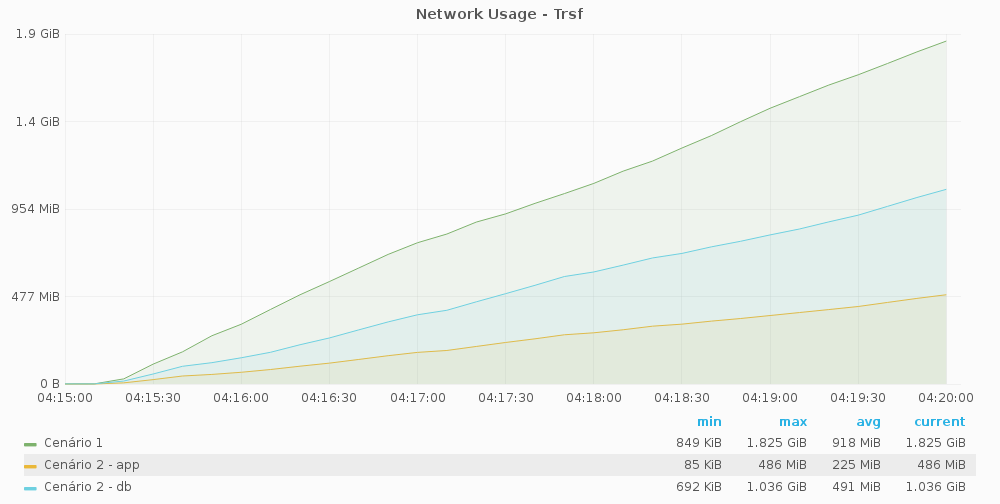 Network Usage - Trsf
1.9 GiB
1.4 GiB
954 MiB
477 MiB
0 B
04:15:00 04:15:30 04:16:00 04:16:30 04:17:00 04:17:30 04:18:00 04:18:30 04:19:00 04:19:30 04:20:00
min max avg current
Cenário 1 849 KiB 1.825 GiB 918 MiB 1.825 GiB
Cenário 2 - app 85 KiB 486 MiB 225 MiB 486 MiB
Cenário 2 - db 692 KiB 1.036 GiB 491 MiB 1.036 GiB